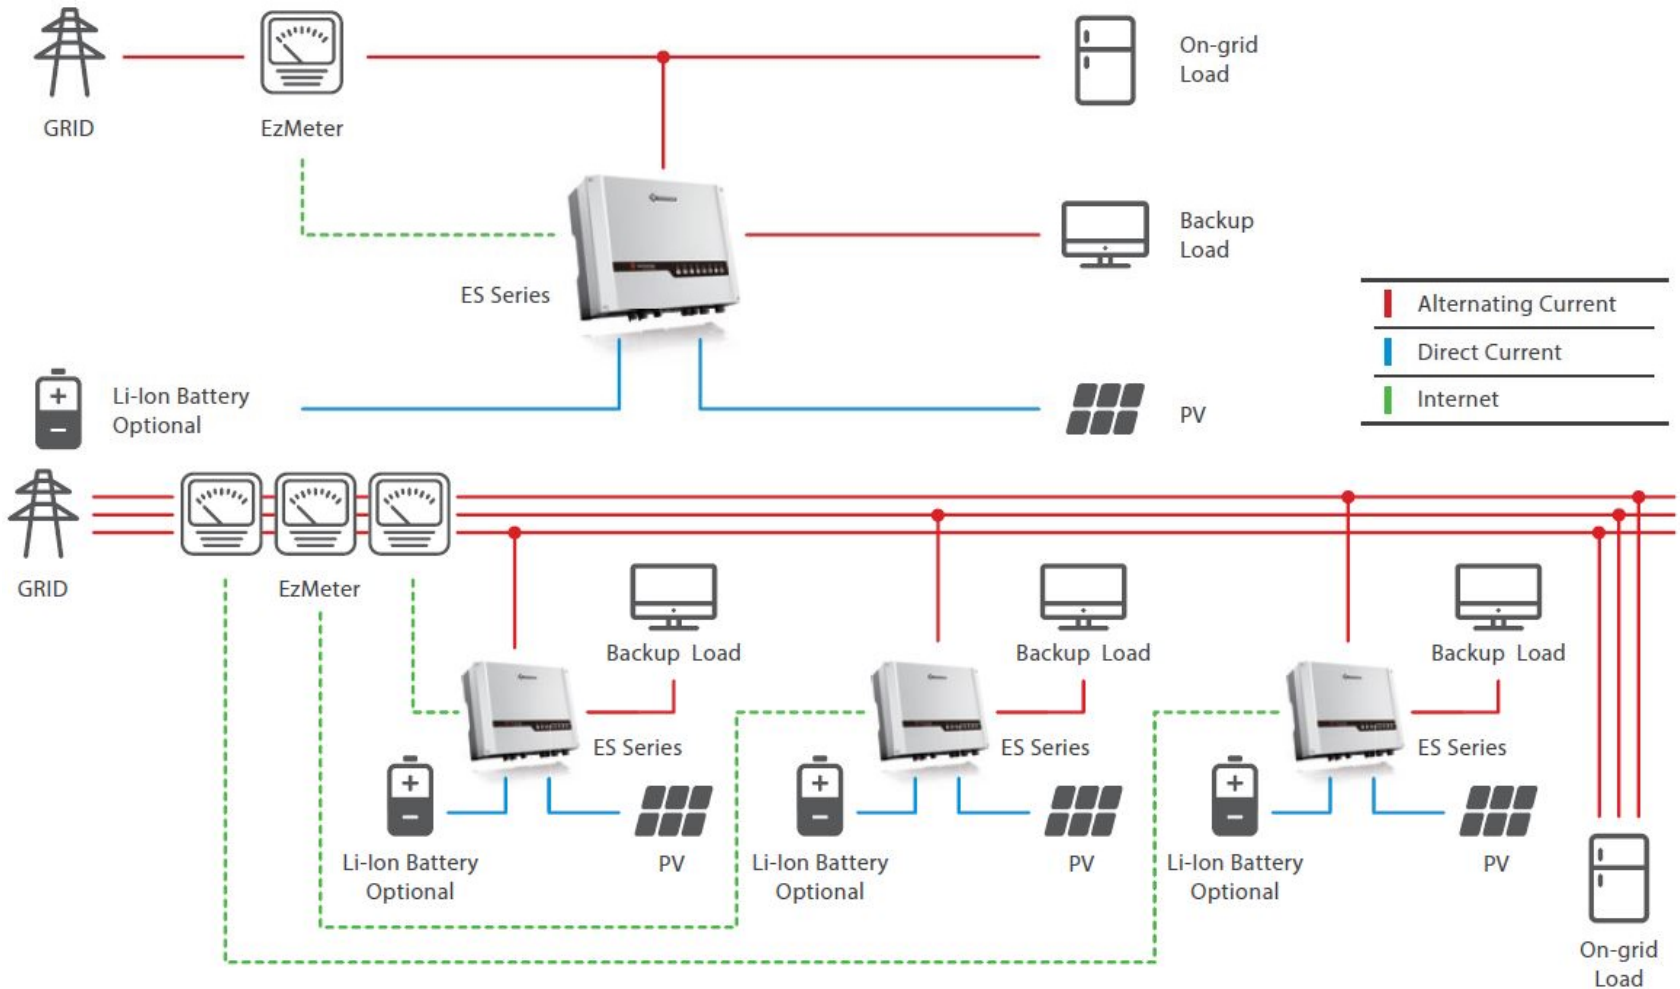 GRID
EzMeter
On-grid
Load
ES Series
Backup
Load
Alternating Current
Direct Current
Internet
Li-Ion Battery
Optional
PV
GRID
EzMeter
Backup Load
Backup Load
Backup Load
ES Series
ES Series
ES Series
Li-Ion Battery
Optional
PV
Li-Ion Battery
Optional
PV
Li-Ion Battery
Optional
PV
On-grid
Load